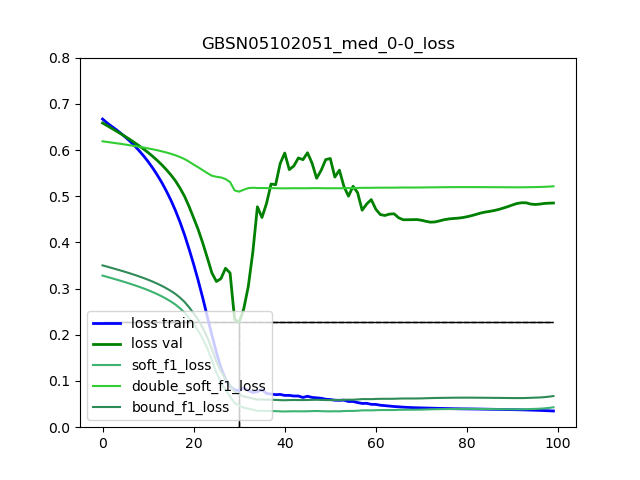 GBSN05102051_med_0-0_loss
0.8
0.7
0.6
0.5
0.4
0.3
0.2
0.1
0.0
loss train
loss val
soft_f1_loss
double_soft_f1_loss
bound_f1_loss
0 20 40 60 80 100